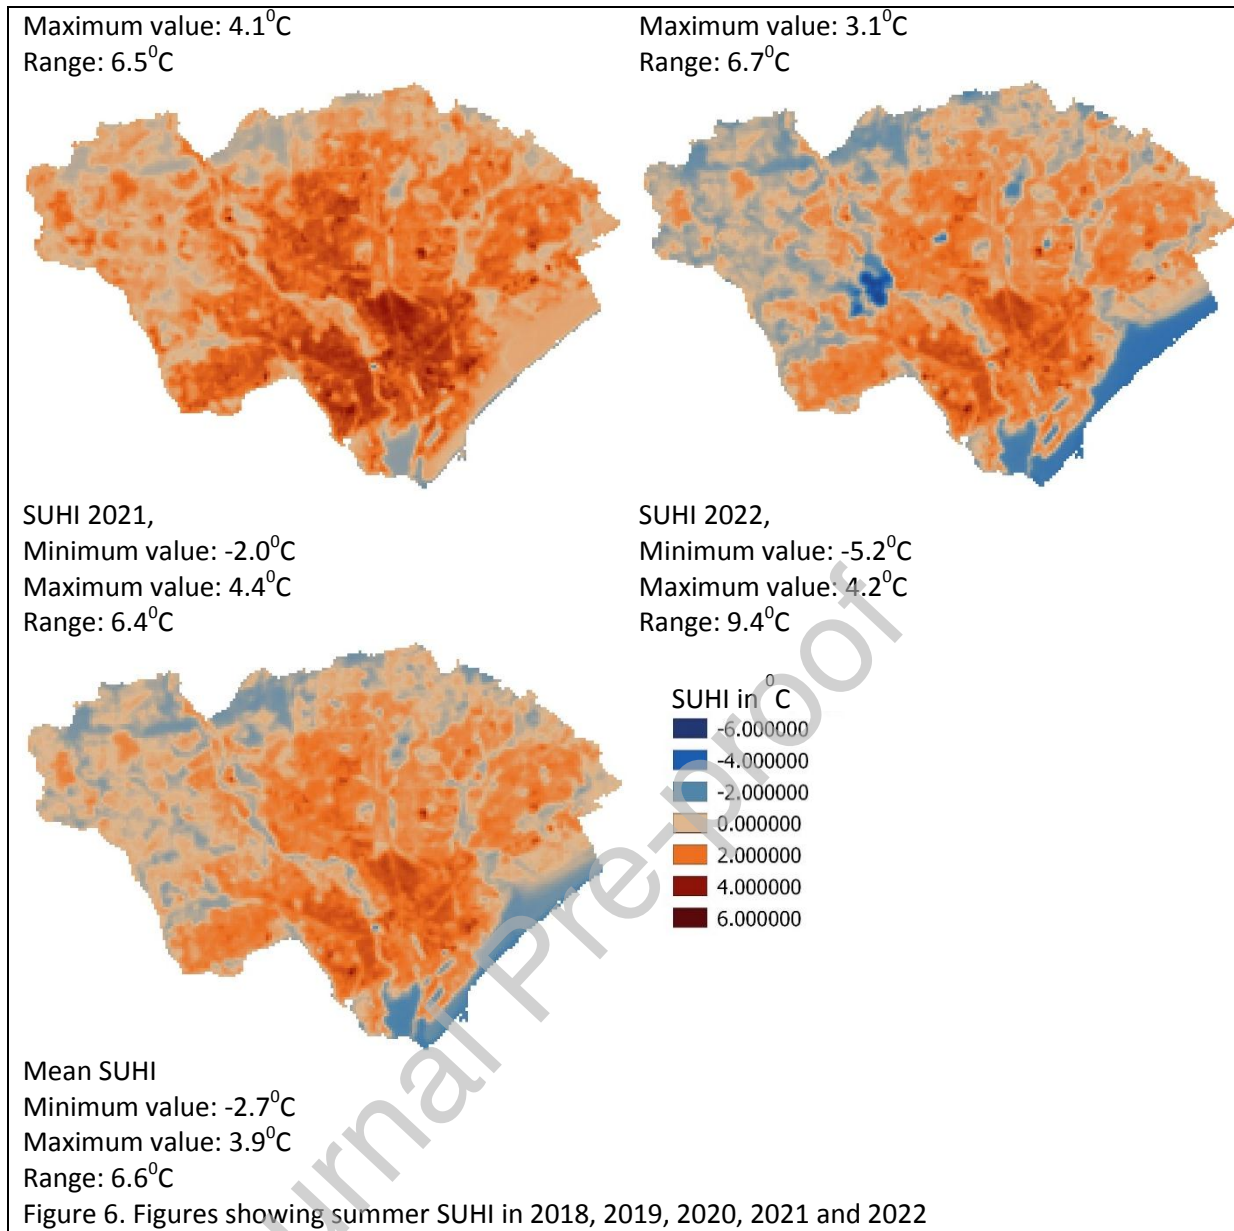 Maximum value: 4.1⁰C
Range: 6.5⁰C
Maximum value: 3.1⁰C
Range: 6.7⁰C
SUHI 2021,
Minimum value: -2.0⁰C
Maximum value: 4.4⁰C
Range: 6.4⁰C
SUHI 2022,
Minimum value: -5.2⁰C
Maximum value: 4.2⁰C
Range: 9.4⁰C
SUHI in ⁰C
-6.000000
-4.000000
-2.000000
0.000000
2.000000
4.000000
6.000000
Mean SUHI
Minimum value: -2.7⁰C
Maximum value: 3.9⁰C
Range: 6.6⁰C
Figure 6. Figures showing summer SUHI in 2018, 2019, 2020, 2021 and 2022
urnal Pre-proof